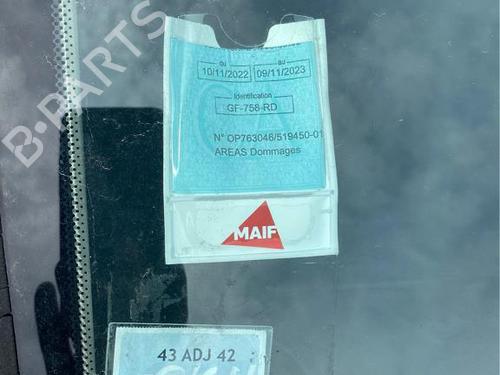 B-PARTS
DU
AU
10/11/2022
09/11/2023
Identification
GF-758-RD
N° OP763046/519450-01
AREAS Dommages
MAIF
43 ADJ 42